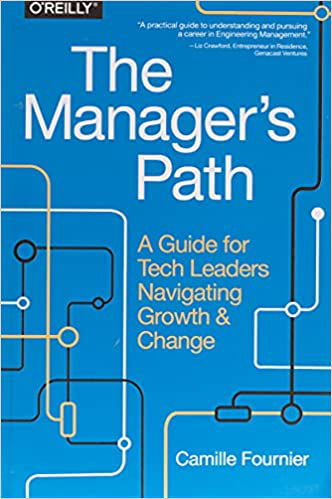 O'REILLY®
"A practical guide to understanding and pursuing
a career in Engineering Management."
—Liz Crawford, Entrepreneur in Residence,
Genacast Ventures
The
Manager's
Path
A Guide for
Tech Leaders
Navigating
Growth &
Change
Camille Fournier